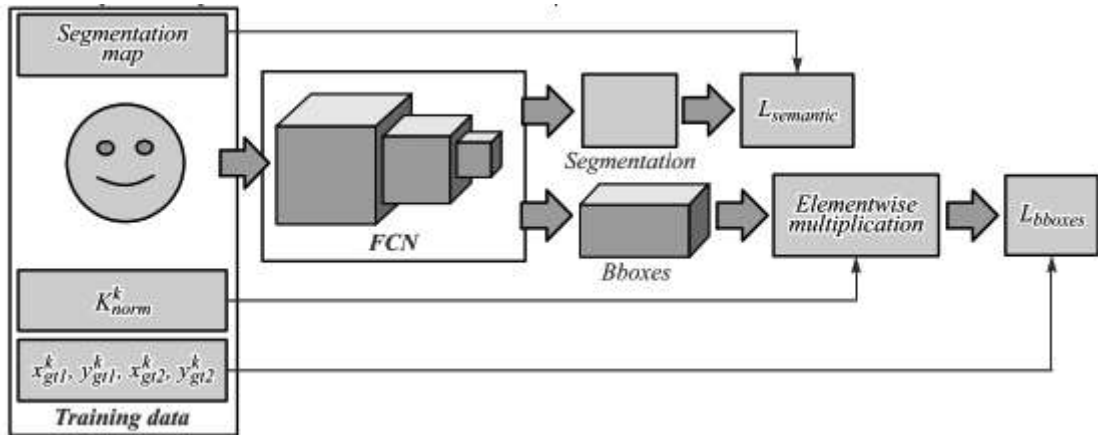 Segmentation
map
L_semantic
Segmentation
Elementwise
multiplication
L_bboxes
FCN
Bboxes
K^k_norm
x^k_gt1, y^k_gt1, x^k_gt2, y^k_gt2
Training data